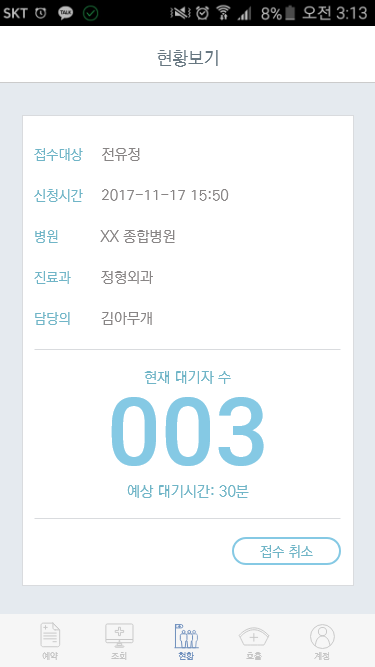 SKT 8% 오전 3:13
현황보기
접수대상 전유정
신청시간 2017-11-17 15:50
병원 XX 종합병원
진료과 정형외과
담당의 김아무개
현재 대기자 수
003
예상 대기시간: 30분
접수 취소
예약 조회 현황 호출 계정